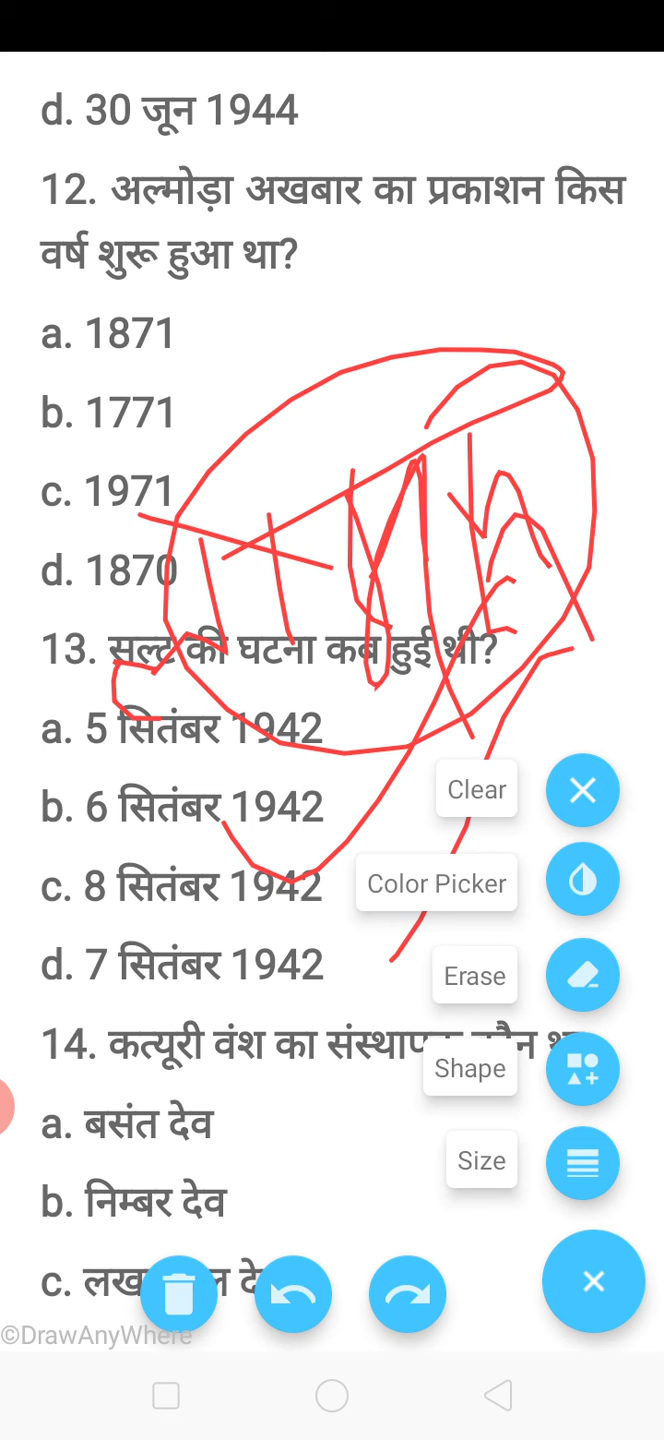 d. 30 जून 1944
12. अल्मोड़ा अखबार का प्रकाशन किस
वर्ष शुरू हुआ था?
a. 1871
b. 1771
c. 1971
d. 1870
13. सल्ट की घटना कब हुई थी?
a. 5 सितंबर 1942
b. 6 सितंबर 1942
Clear
c. 8 सितंबर 1942
Color Picker
d. 7 सितंबर 1942
Erase
14. कत्यूरी वंश का
Shape
a. बसंत देव
Size
b. निम्बर देव
c.
©DrawAnyWhere